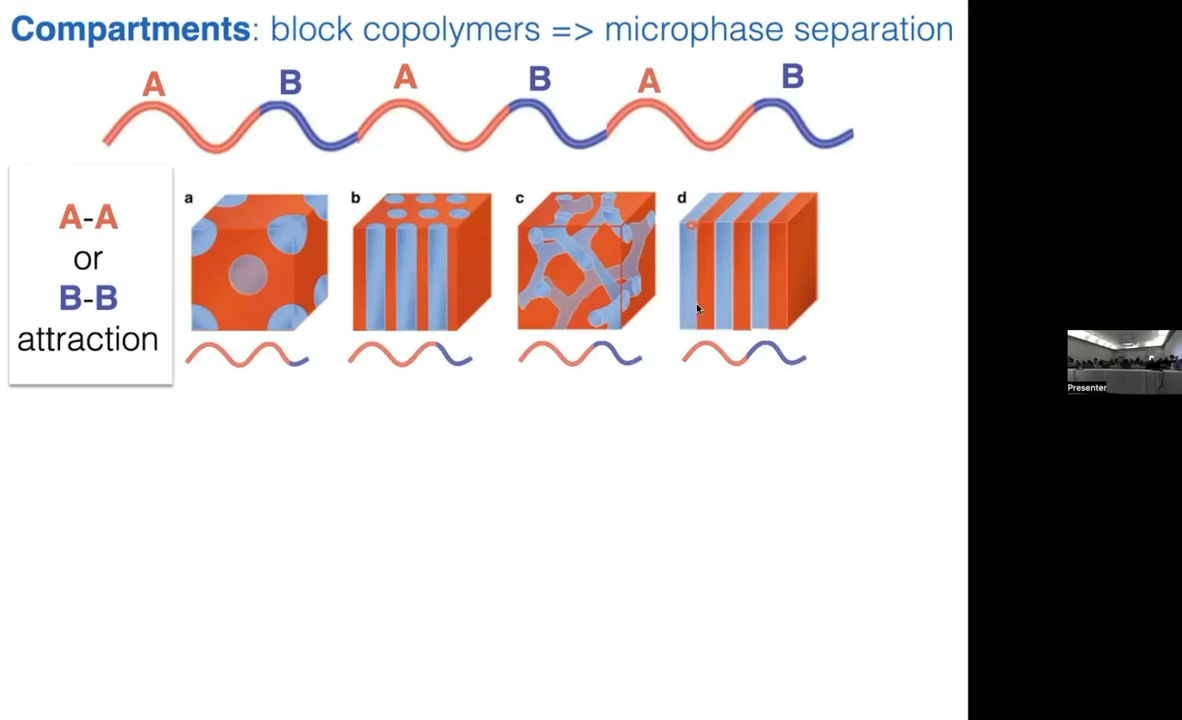 Compartments: block copolymers => microphase separation
A B A B A B
A-A
or
B-B
attraction
a b c d
Presenter